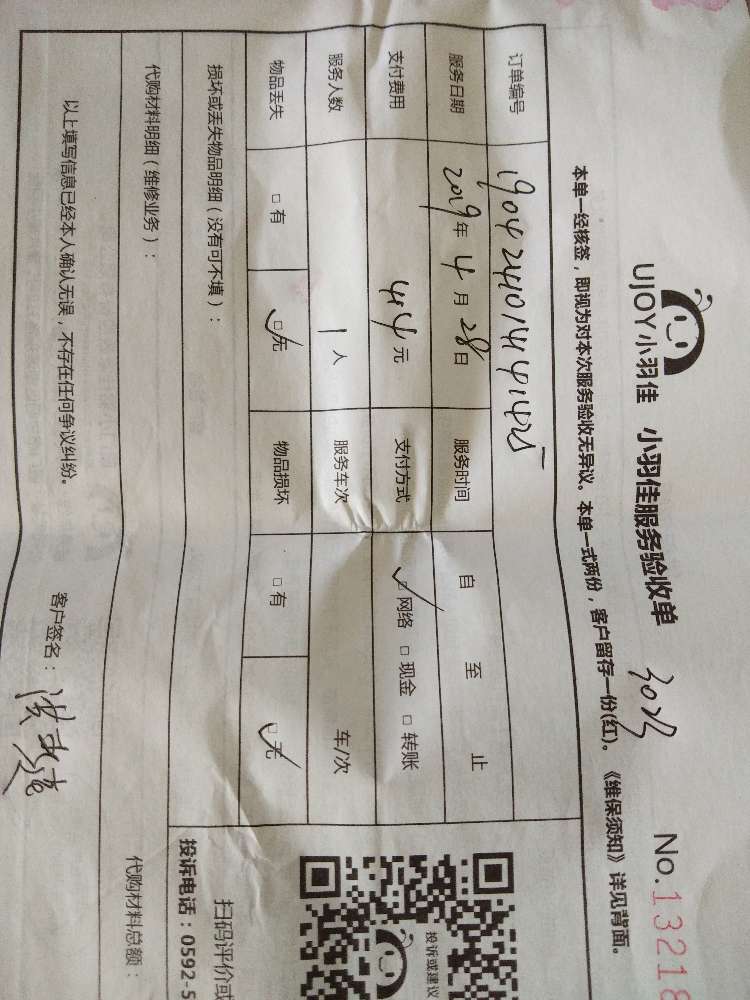 UJOY小羽佳 小羽佳服务验收单 No.13218
本单一经核签，即视为对本次服务验收无异议。本单一式两份，客户留存一份(红)。《维保须知》详见背面。
订单编号
服务日期 2019年 4月 28日 服务时间 自 至 止
支付费用 44元 支付方式 网络 □ 现金 □ 转账
服务人数 1人 服务车次 车/次
物品丢失 □ 有 □无 物品损坏 □ 有 □无
损坏或丢失物品明细（没有可不填）：
代购材料明细（维修业务）： 代购材料总额：
以上填写信息已经本人确认无误，不存在任何争议纠纷。 客户签名：
投诉或建议
扫码评价或
投诉电话：0592-5